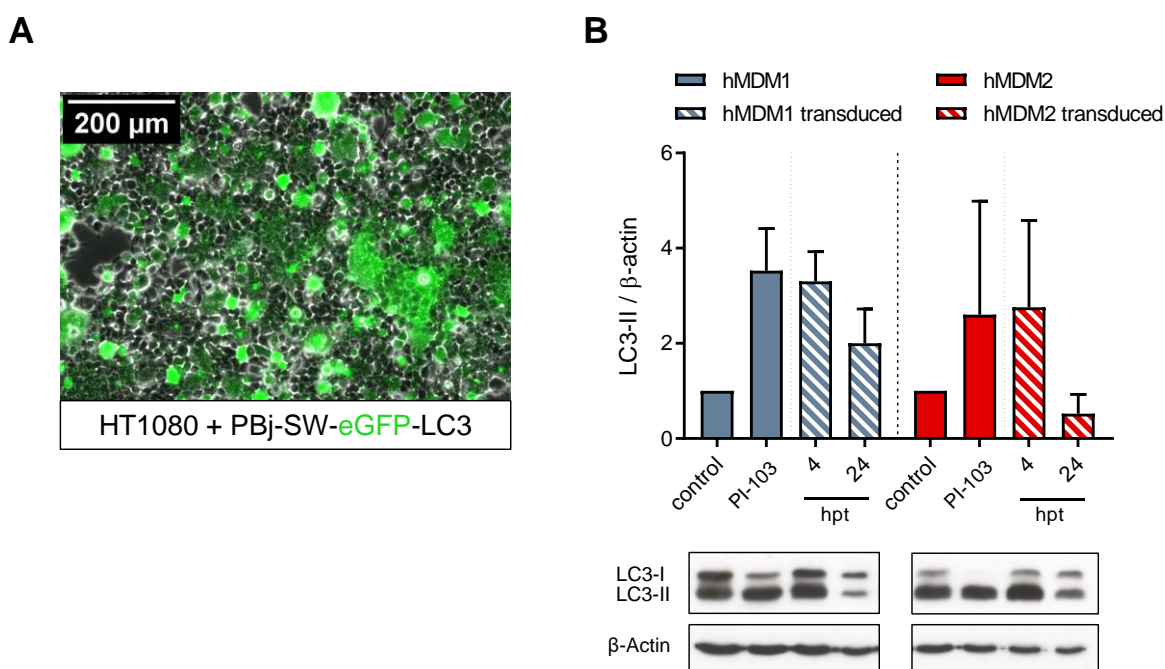 A
200 µm
HT1080 + PBj-SW-eGFP-LC3
B
hMDM1
hMDM2
hMDM1 transduced
hMDM2 transduced
LC3-II / β-actin
6
4
2
0
control
PI-103
4
24
hpt
control
PI-103
4
24
hpt
LC3-I
LC3-II
β-Actin